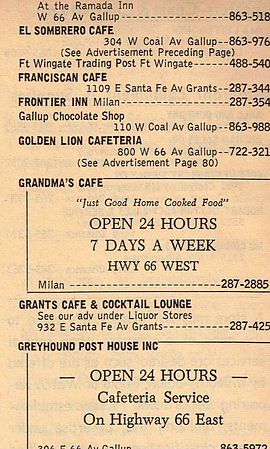 At the Ramada Inn
W 66 Av Gallup-----------------863-518
EL SOMBRERO CAFE
304 W Coal Av Gallup--863-976
(See Advertisement Preceding Page)
Ft Wingate Trading Post Ft Wingate-----488-540
FRANCISCAN CAFE
1109 E Santa Fe Av Grants--287-344
FRONTIER INN Milan-----------------287-354
Gallup Chocolate Shop
110 W Coal Av Gallup--863-988
GOLDEN LION CAFETERIA
800 W 66 Av Gallup---722-321
(See Advertisement Page 80)
GRANDMA'S CAFE
"Just Good Home Cooked Food"
OPEN 24 HOURS
7 DAYS A WEEK
HWY 66 WEST
Milan -----------------------------287-2885
GRANTS CAFE & COCKTAIL LOUNGE
See our adv under Liquor Stores
932 E Santa Fe Av Grants---------287-425
GREYHOUND POST HOUSE INC
— OPEN 24 HOURS —
Cafeteria Service
On Highway 66 East
306 E 66 Av Gallup---------------863-5972